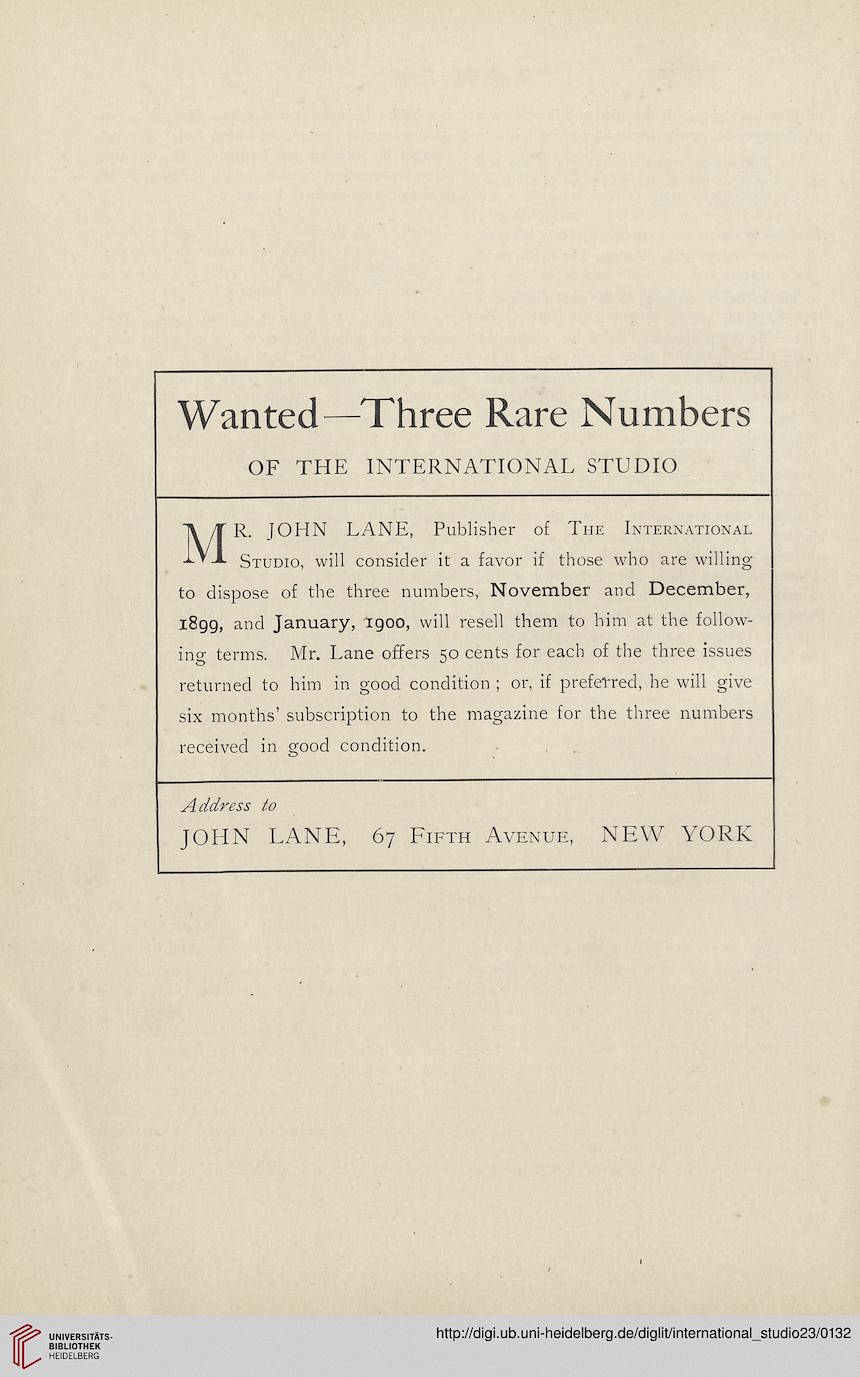 Wanted—Three Rare Numbers
OF THE INTERNATIONAL STUDIO
MR. JOHN LANE, Publisher of The International
Studio, will consider it a favor if those who are willing
to dispose of the three numbers, November and December,
1899, and January, 1900, will resell them to him at the follow-
ing terms. Mr. Lane offers 50 cents for each of the three issues
returned to him in good condition; or, if preferred, he will give
six months' subscription to the magazine for the three numbers
received in good condition.
Address to
JOHN LANE, 67 Fifth Avenue, NEW YORK
UNIVERSITÄTS-
BIBLIOTHEK
HEIDELBERG
http://digi.ub.uni-heidelberg.de/diglit/international_studio23/0132